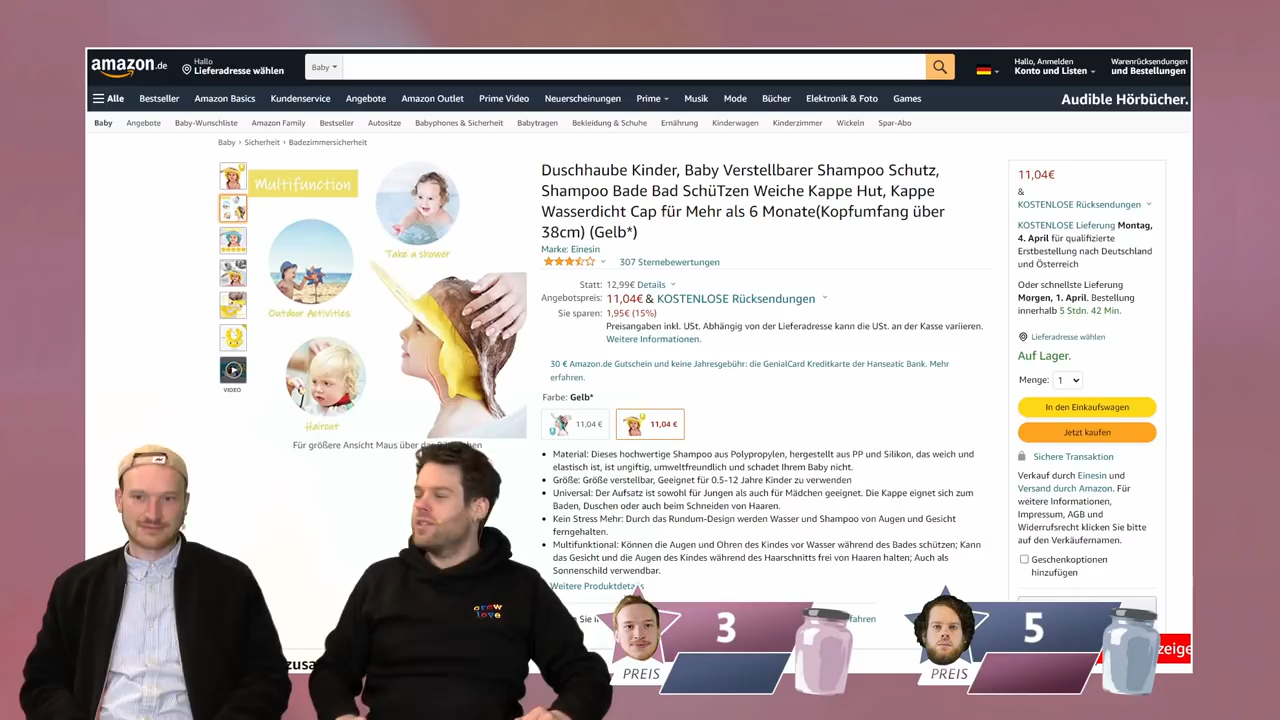 amazon.de
Hallo
Lieferadresse wählen
Baby
Hallo, Anmelden
Konto und Listen
Warenrücksendungen
und Bestellungen
Alle
Bestseller
Amazon Basics
Kundenservice
Angebote
Amazon Outlet
Prime Video
Neuerscheinungen
Prime
Musik
Mode
Bücher
Elektronik & Foto
Games
Audible Hörbücher.
Baby
Angebote
Baby-Wunschliste
Amazon Family
Bestseller
Autositze
Babyphones & Sicherheit
Babytragen
Bekleidung & Schuhe
Ernährung
Kinderwagen
Kinderzimmer
Wickeln
Spar-Abo
Baby › Sicherheit › Badezimmersicherheit
Multifunction
Take a shower
Outdoor Activities
Haircut
VIDEO
Für größere Ansicht Maus über das
Duschhaube Kinder, Baby Verstellbarer Shampoo Schutz,
Shampoo Bade Bad SchüTzen Weiche Kappe Hut, Kappe
Wasserdicht Cap für Mehr als 6 Monate(Kopfumfang über
38cm) (Gelb*)
Marke: Einesin
307 Sternebewertungen
Statt: 12,99€ Details
Angebotspreis: 11,04€ & KOSTENLOSE Rücksendungen
Sie sparen: 1,95€ (15%)
Preisangaben inkl. USt. Abhängig von der Lieferadresse kann die USt. an der Kasse variieren.
Weitere Informationen.
30 € Amazon.de Gutschein und keine Jahresgebühr: die GenialCard Kreditkarte der Hanseatic Bank. Mehr
erfahren.
Farbe: Gelb*
11,04 €
11,04 €
• Material: Dieses hochwertige Shampoo aus Polypropylen, hergestellt aus PP und Silikon, das weich und
elastisch ist, ist ungiftig, umweltfreundlich und schadet Ihrem Baby nicht.
• Größe: Größe verstellbar, Geeignet für 0.5-12 Jahre Kinder zu verwenden
• Universal: Der Aufsatz ist sowohl für Jungen als auch für Mädchen geeignet. Die Kappe eignet sich zum
Baden, Duschen oder auch beim Schneiden von Haaren.
• Kein Stress Mehr: Durch das Rundum-Design werden Wasser und Shampoo von Augen und Gesicht
ferngehalten.
• Multifunktional: Können die Augen und Ohren des Kindes vor Wasser während des Bades schützen; Kann
das Gesicht und die Augen des Kindes während des Haarschnitts frei von Haaren halten; Auch als
Sonnenschild verwendbar.
Weitere Produktdetails
11,04€
&
KOSTENLOSE Rücksendungen
KOSTENLOSE Lieferung Montag,
4. April für qualifizierte
Erstbestellung nach Deutschland
und Österreich
Oder schnellste Lieferung
Morgen, 1. April. Bestellung
innerhalb 5 Stdn. 42 Min.
Lieferadresse wählen
Auf Lager.
Menge: 1
In den Einkaufswagen
Jetzt kaufen
Sichere Transaktion
Verkauf durch Einesin und
Versand durch Amazon. Für
weitere Informationen,
Impressum, AGB und
Widerrufsrecht klicken Sie bitte
auf den Verkäufernamen.
Geschenkoptionen
hinzufügen
crew
love
3
PREIS
5
PREIS